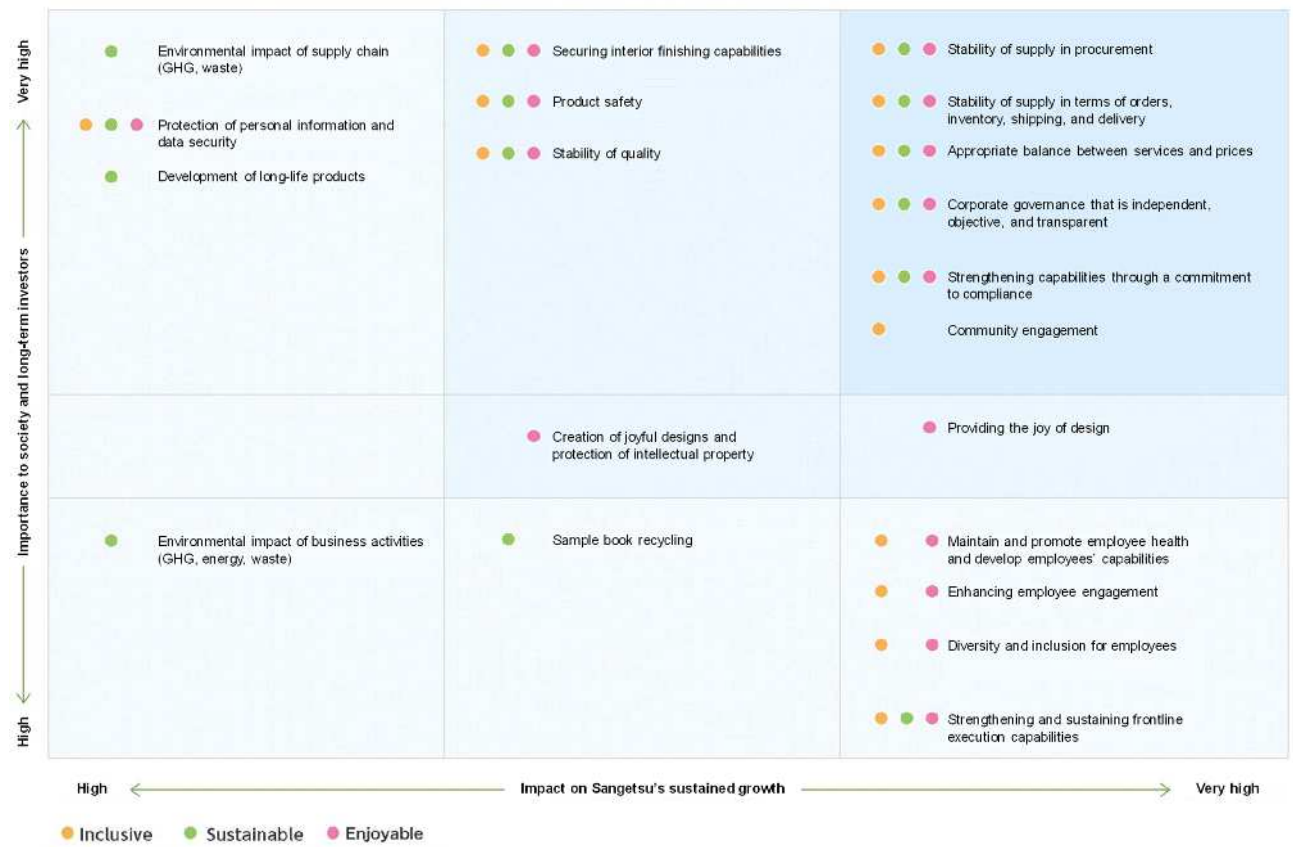 Very high
Importance to society and long-term investors
High
Environmental impact of supply chain
(GHG, waste)
Protection of personal information and
data security
Development of long-life products
Securing interior finishing capabilities
Product safety
Stability of quality
Stability of supply in procurement
Stability of supply in terms of orders,
inventory, shipping, and delivery
Appropriate balance between services and prices
Corporate governance that is independent,
objective, and transparent
Strengthening capabilities through a commitment
to compliance
Community engagement
Creation of joyful designs and
protection of intellectual property
Providing the joy of design
Environmental impact of business activities
(GHG, energy, waste)
Sample book recycling
Maintain and promote employee health
and develop employees' capabilities
Enhancing employee engagement
Diversity and inclusion for employees
Strengthening and sustaining frontline
execution capabilities
High
Impact on Sangetsu's sustained growth
Very high
Inclusive
Sustainable
Enjoyable